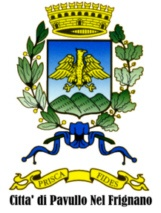 PRISCA FIDES
Citta' di Pavullo Nel Frignano